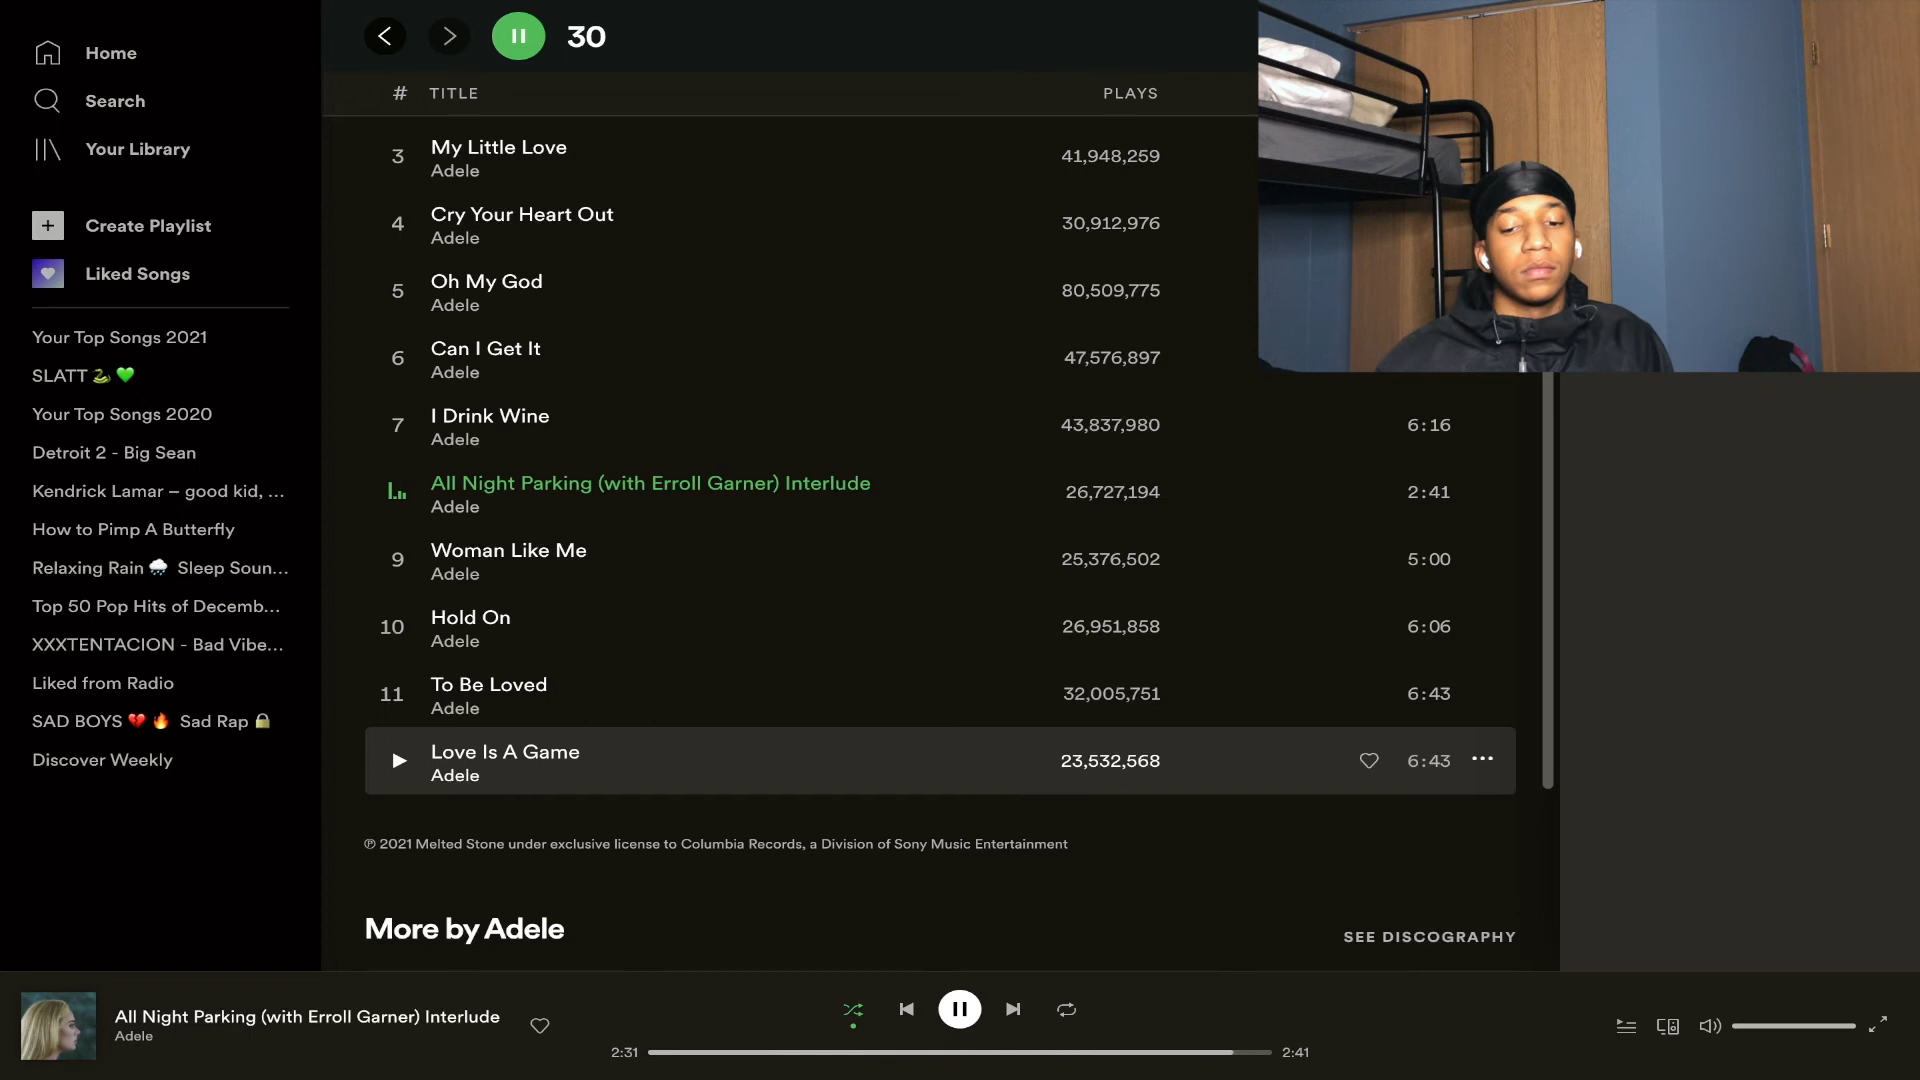 Home
Search
Your Library
Create Playlist
Liked Songs
Your Top Songs 2021
SLATT 🐍💚
Your Top Songs 2020
Detroit 2 - Big Sean
Kendrick Lamar – good kid, ...
How to Pimp A Butterfly
Relaxing Rain 🌧️ Sleep Soun...
Top 50 Pop Hits of Decemb...
XXXTENTACION - Bad Vibe...
Liked from Radio
SAD BOYS 💔🔥 Sad Rap 🔒
Discover Weekly
30
# TITLE PLAYS
3 My Little Love 41,948,259
Adele
4 Cry Your Heart Out 30,912,976
Adele
5 Oh My God 80,509,775
Adele
6 Can I Get It 47,576,897
Adele
7 I Drink Wine 43,837,980 6:16
Adele
All Night Parking (with Erroll Garner) Interlude 26,727,194 2:41
Adele
9 Woman Like Me 25,376,502 5:00
Adele
10 Hold On 26,951,858 6:06
Adele
11 To Be Loved 32,005,751 6:43
Adele
Love Is A Game 23,532,568 6:43
Adele
℗ 2021 Melted Stone under exclusive license to Columbia Records, a Division of Sony Music Entertainment
More by Adele
SEE DISCOGRAPHY
All Night Parking (with Erroll Garner) Interlude
Adele
2:31 2:41